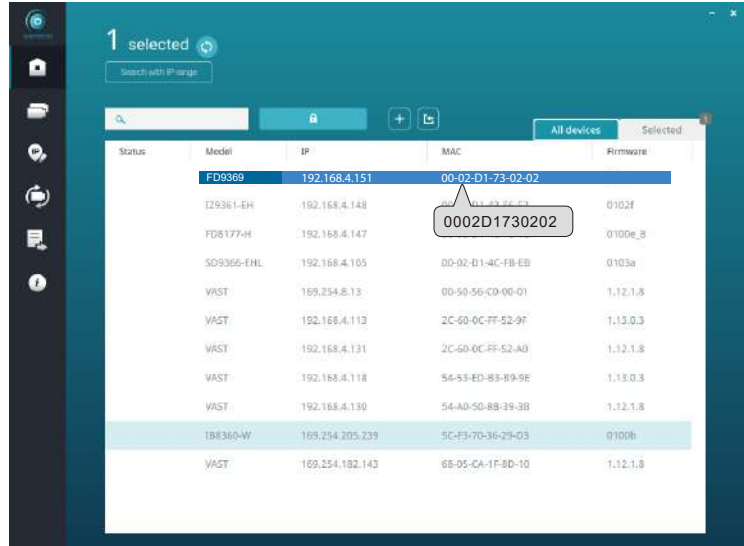 1 selected
Search with IP range
All devices Selected 1
Status Model IP MAC Firmware
FD9369 192.168.4.151 00-02-D1-73-02-02
IZ9361-EH 192.168.4.148 0102f
0002D1730202
FD8177-H 192.168.4.147 0100e_8
SD9366-EHL 192.168.4.105 00-02-D1-4C-FB-EB 0103a
VAST 169.254.8.13 00-50-56-C0-00-01 1.12.1.8
VAST 192.168.4.113 2C-60-0C-FF-52-9F 1.13.0.3
VAST 192.168.4.131 2C-60-0C-FF-52-A0 1.12.1.8
VAST 192.168.4.118 54-53-ED-B3-B9-9E 1.13.0.3
VAST 192.168.4.130 54-A0-50-88-39-3B 1.12.1.8
IB8360-W 169.254.205.239 5C-F3-70-36-29-D3 0100b
VAST 169.254.182.143 68-05-CA-1F-BD-10 1.12.1.8